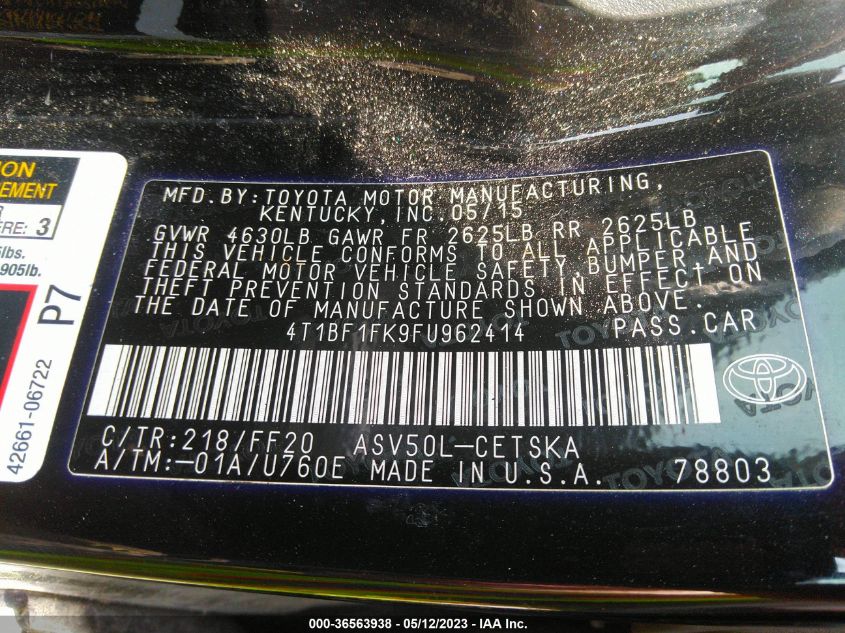 ION
EMENT
ERE: 3
lbs.
905lb.
P7
42661-06722
MFD. BY: TOYOTA MOTOR MANUFACTURING,
KENTUCKY, INC. 05/15
GVWR 4630LB GAWR FR 2625LB RR 2625LB
THIS VEHICLE CONFORMS TO ALL APPLICABLE
FEDERAL MOTOR VEHICLE SAFETY, BUMPER, AND
THEFT PREVENTION STANDARDS IN EFFECT ON
THE DATE OF MANUFACTURE SHOWN ABOVE.
4T1BF1FK9FU962414 PASS. CAR
C/TR: 218/FF20 ASV50L-CETSKA
A/TM: -01A/U760E MADE IN U.S.A. 78803
000-36563938 - 05/12/2023 - IAA Inc.